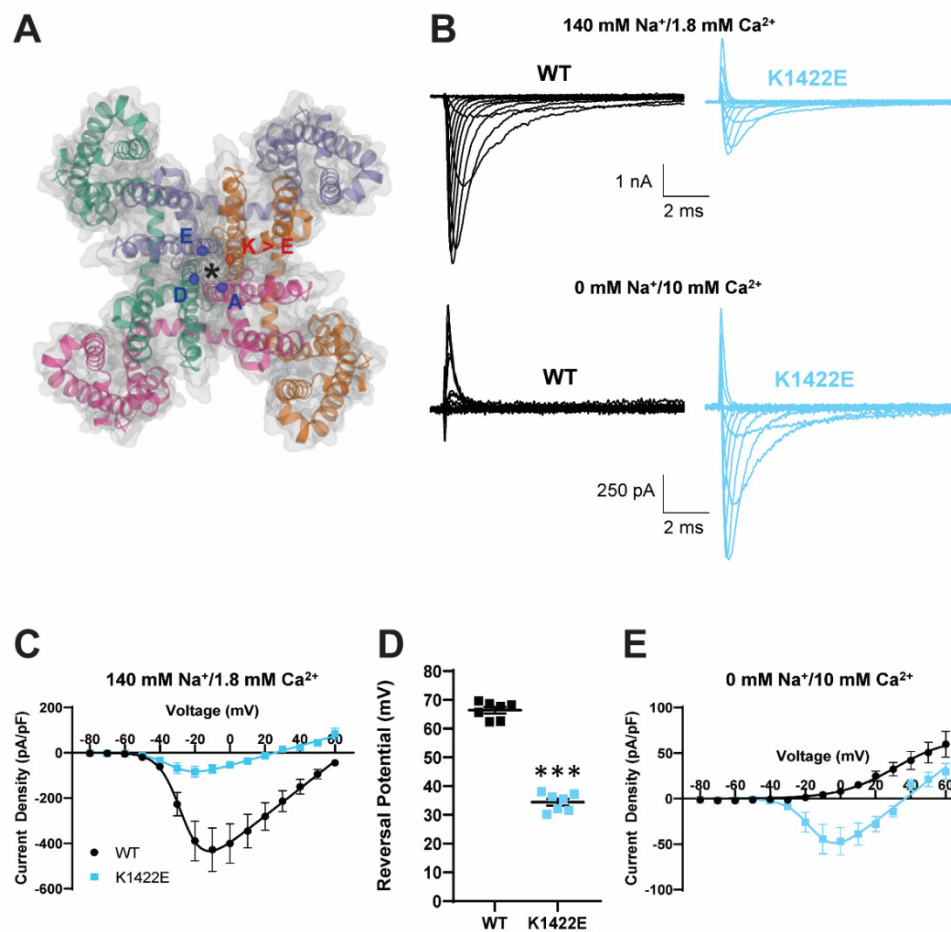 A
E
K > E
*
D
A
B
140 mM Na⁺/1.8 mM Ca²⁺
WT
K1422E
1 nA
2 ms
0 mM Na⁺/10 mM Ca²⁺
WT
K1422E
250 pA
2 ms
C
140 mM Na⁺/1.8 mM Ca²⁺
Voltage (mV)
Current Density (pA/pF)
200
0
-200
-400
-600
-80 -60 -40 -20 0 20 40 60
WT
K1422E
D
Reversal Potential (mV)
80
70
60
50
40
30
20
10
0
***
WT K1422E
E
0 mM Na⁺/10 mM Ca²⁺
Voltage (mV)
Current Density (pA/pF)
100
50
0
-50
-100
-80 -60 -40 -20 0 20 40 60